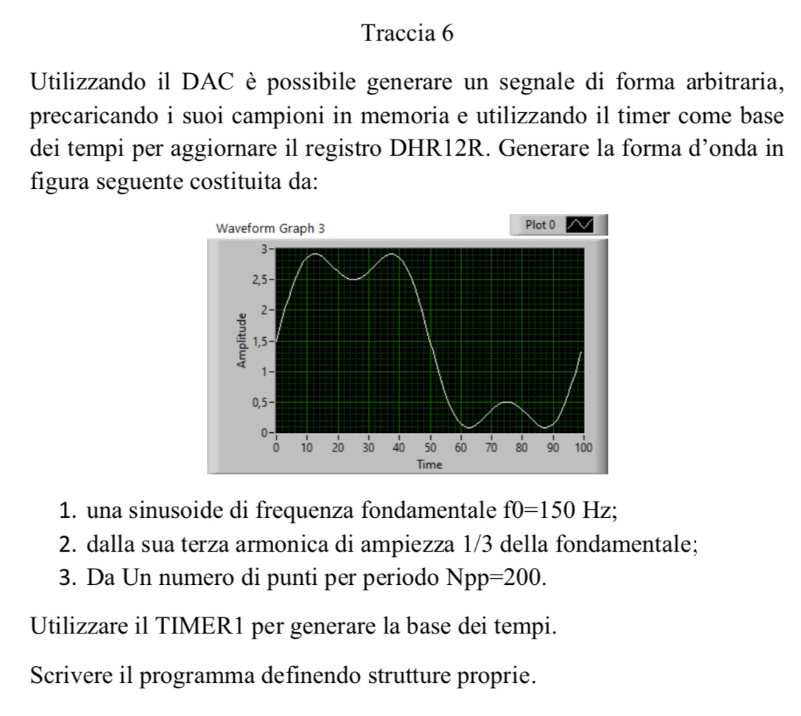 Traccia 6
Utilizzando il DAC è possibile generare un segnale di forma arbitraria,
precaricando i suoi campioni in memoria e utilizzando il timer come base
dei tempi per aggiornare il registro DHR12R. Generare la forma d’onda in
figura seguente costituita da:
Waveform Graph 3
Plot 0
3
2,5
2
1,5
1
0,5
0
Amplitude
0 10 20 30 40 50 60 70 80 90 100
Time
1. una sinusoide di frequenza fondamentale f0=150 Hz;
2. dalla sua terza armonica di ampiezza 1/3 della fondamentale;
3. Da Un numero di punti per periodo Npp=200.
Utilizzare il TIMER1 per generare la base dei tempi.
Scrivere il programma definendo strutture proprie.